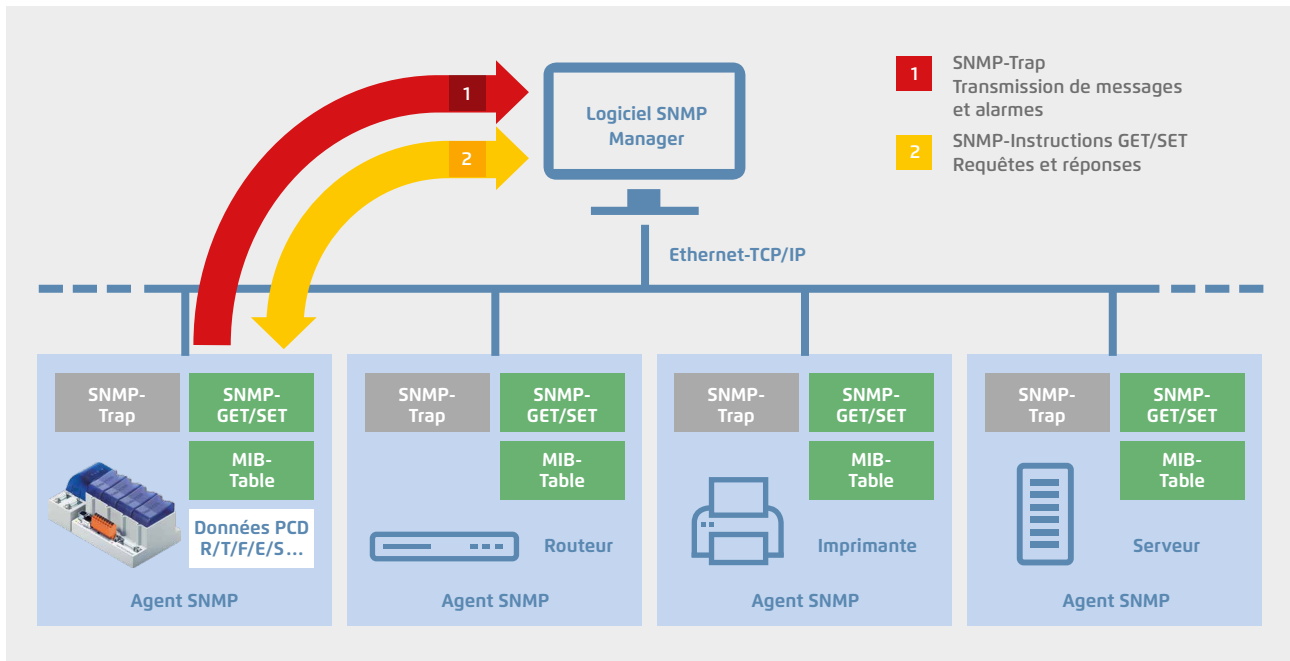 1
2
Logiciel SNMP
Manager
1
SNMP-Trap
Transmission de messages
et alarmes
2
SNMP-Instructions GET/SET
Requêtes et réponses
Ethernet-TCP/IP
SNMP-
Trap
SNMP-
GET/SET
MIB-
Table
Données PCD
R/T/F/E/S...
Agent SNMP
SNMP-
Trap
SNMP-
GET/SET
MIB-
Table
Routeur
Agent SNMP
SNMP-
Trap
SNMP-
GET/SET
MIB-
Table
Imprimante
Agent SNMP
SNMP-
Trap
SNMP-
GET/SET
MIB-
Table
Serveur
Agent SNMP